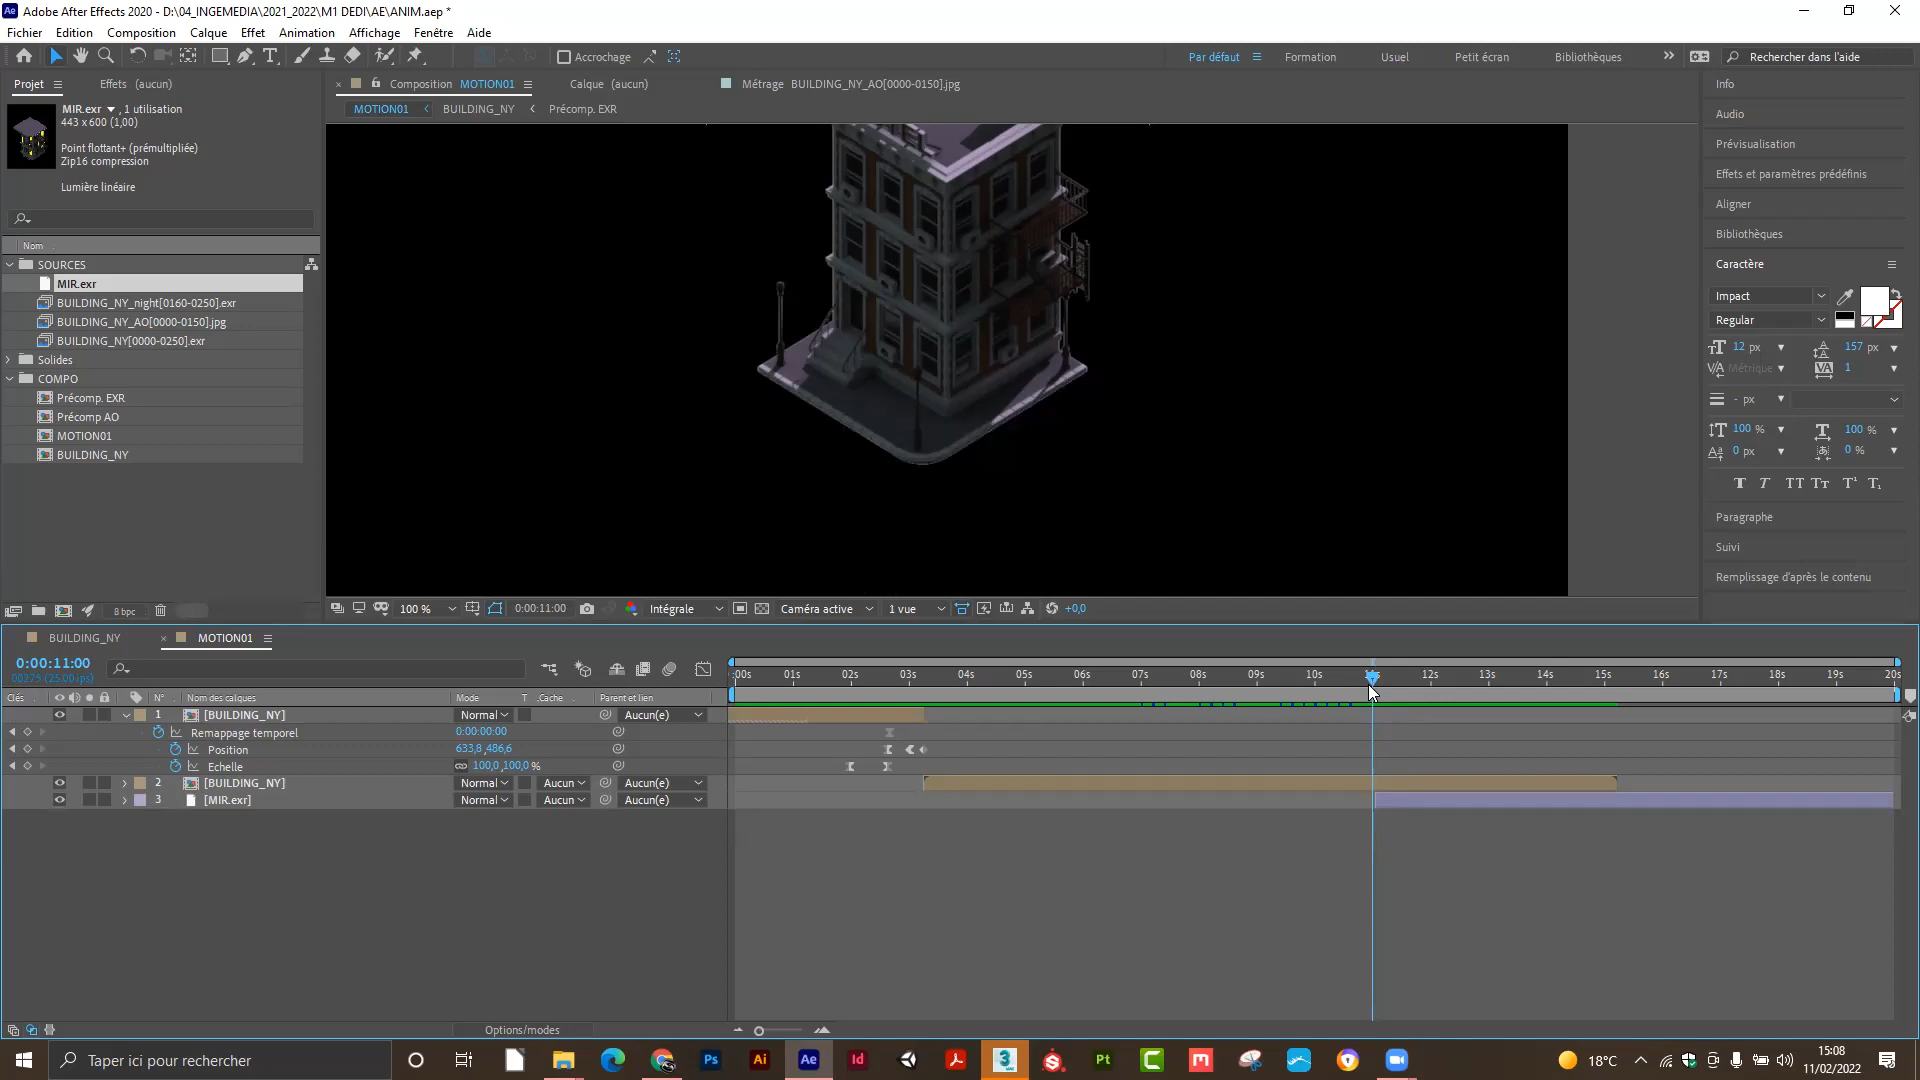 Adobe After Effects 2020 - D:\04_INGEMEDIA\2021_2022\M1 DEDI\AE\ANIM.aep *
Fichier Edition Composition Calque Effet Animation Affichage Fenêtre Aide
Accrochage Par défaut Formation Usuel Petit écran Bibliothèques Rechercher dans l'aide
Projet Effets (aucun) Composition MOTION01 Calque (aucun) Métrage BUILDING_NY_AO[0000-0150].jpg
MOTION01 BUILDING_NY Précomp. EXR
MIR.exr , 1 utilisation
443 x 600 (1,00)
Point flottant+ (prémultipliée)
Zip16 compression
Lumière linéaire
Nom
SOURCES
MIR.exr
BUILDING_NY_night[0160-0250].exr
BUILDING_NY_AO[0000-0150].jpg
BUILDING_NY[0000-0250].exr
Solides
COMPO
Précomp. EXR
Précomp AO
MOTION01
BUILDING_NY
8 bpc
100 % 0:00:11:00 Intégrale Caméra active 1 vue +0,0
Info
Audio
Prévisualisation
Effets et paramètres prédéfinis
Aligner
Bibliothèques
Caractère
Impact
Regular
12 px 157 px
Métrique 1
- px
100 % 100 %
0 px 0 %
T T TT Tт T¹ T₁
Paragraphe
Suivi
Remplissage d'après le contenu
BUILDING_NY MOTION01
0:00:11:00
00275 (25.00 ips)
:00s 01s 02s 03s 04s 05s 06s 07s 08s 09s 10s 12s 13s 14s 15s 16s 17s 18s 19s 20s
Clés N° Nom des calques Mode T .Cache Parent et lien
1 [BUILDING_NY] Normal Aucun(e)
Remappage temporel 0:00:00:00
Position 633,8,486,6
Echelle 100,0,100,0 %
2 [BUILDING_NY] Normal Aucun Aucun(e)
3 [MIR.exr] Normal Aucun Aucun(e)
Options/modes
Taper ici pour rechercher
18°C
15:08
11/02/2022